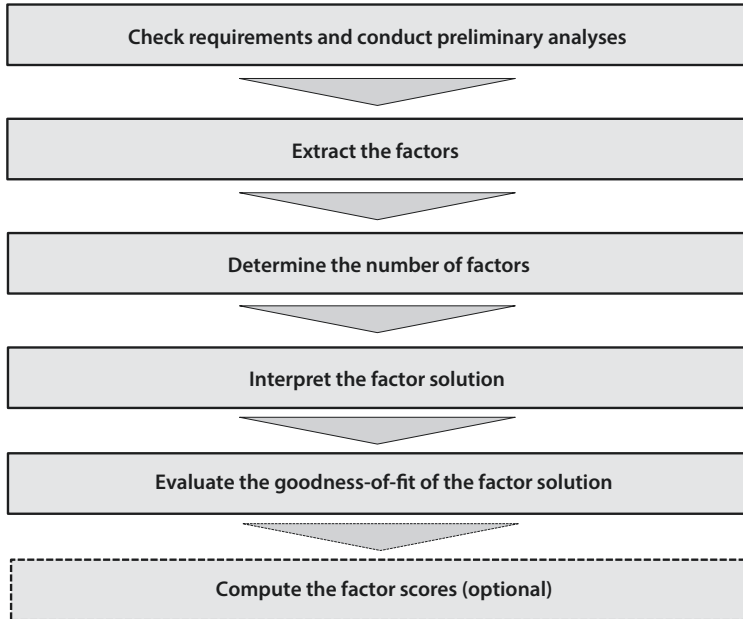 Check requirements and conduct preliminary analyses
Extract the factors
Determine the number of factors
Interpret the factor solution
Evaluate the goodness-of-fit of the factor solution
Compute the factor scores (optional)